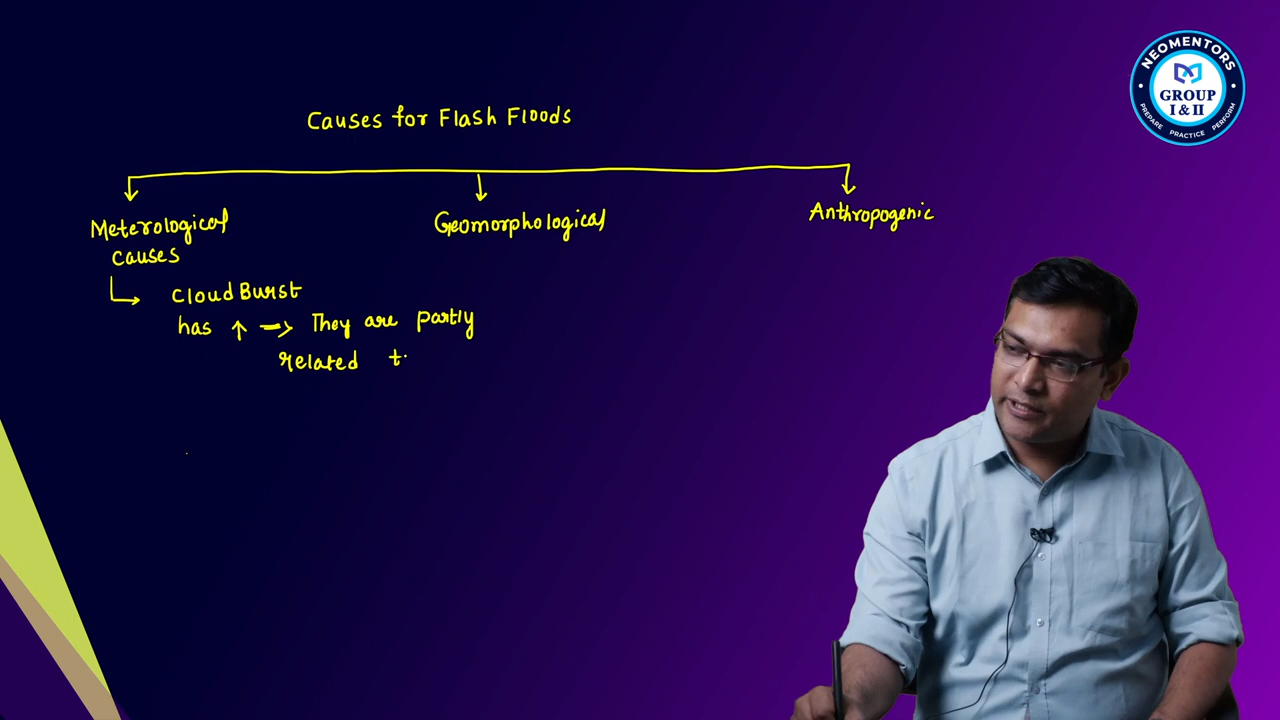 Causes for Flash Floods
Meterological
causes
Geomorphological
Anthropogenic
Cloud Burst
has ↑ → They are partly
related t
NEOMENTORS
GROUP
I & II
PREPARE PRACTICE PERFORM